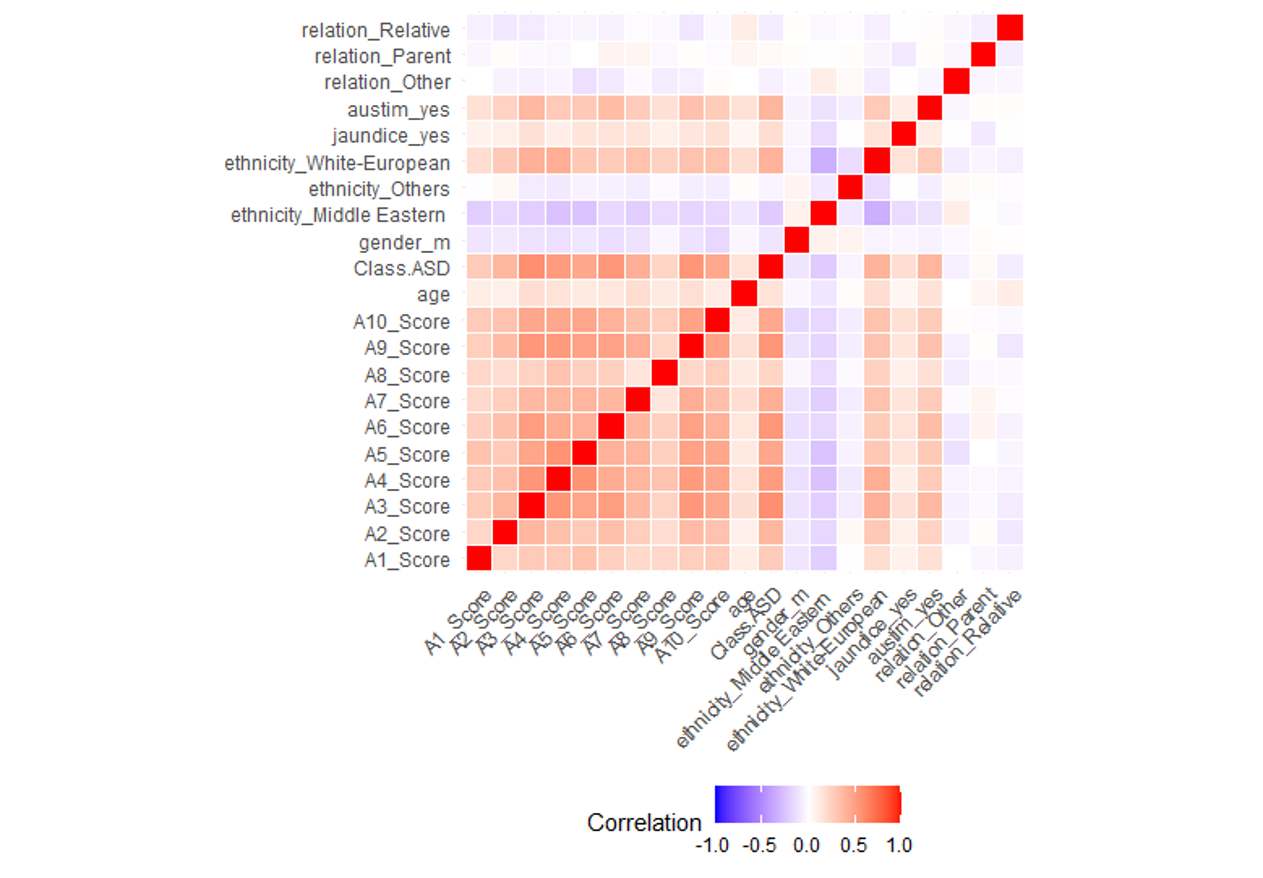 relation_Relative
relation_Parent
relation_Other
austim_yes
jaundice_yes
ethnicity_White-European
ethnicity_Others
ethnicity_Middle Eastern
gender_m
Class.ASD
age
A10_Score
A9_Score
A8_Score
A7_Score
A6_Score
A5_Score
A4_Score
A3_Score
A2_Score
A1_Score
A1_Score
A2_Score
A3_Score
A4_Score
A5_Score
A6_Score
A7_Score
A8_Score
A9_Score
A10_Score
age
Class.ASD
gender_m
ethnicity_Middle Eastern
ethnicity_Others
ethnicity_White-European
jaundice_yes
austim_yes
relation_Other
relation_Parent
relation_Relative
Correlation
-1.0 -0.5 0.0 0.5 1.0